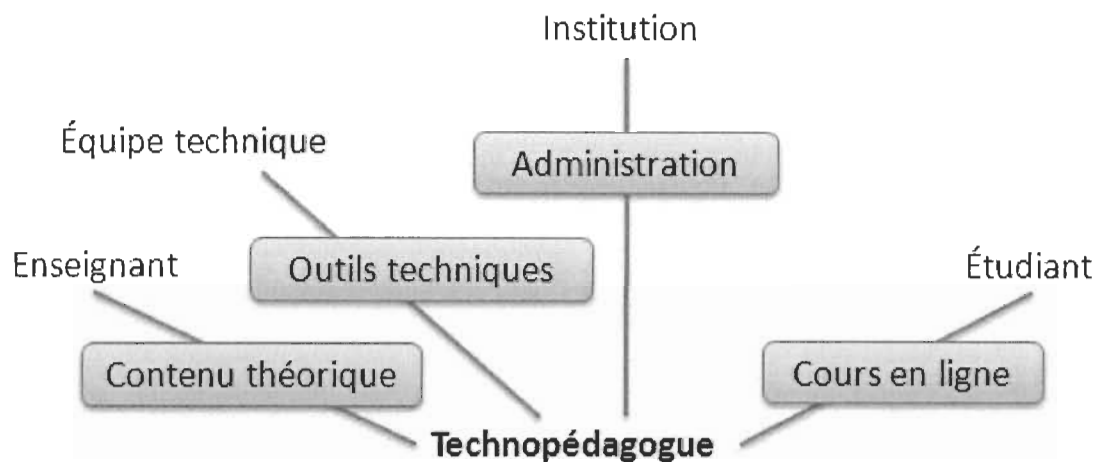 Institution
Équipe technique
Administration
Enseignant
Outils techniques
Étudiant
Contenu théorique
Cours en ligne
Technopédagogue